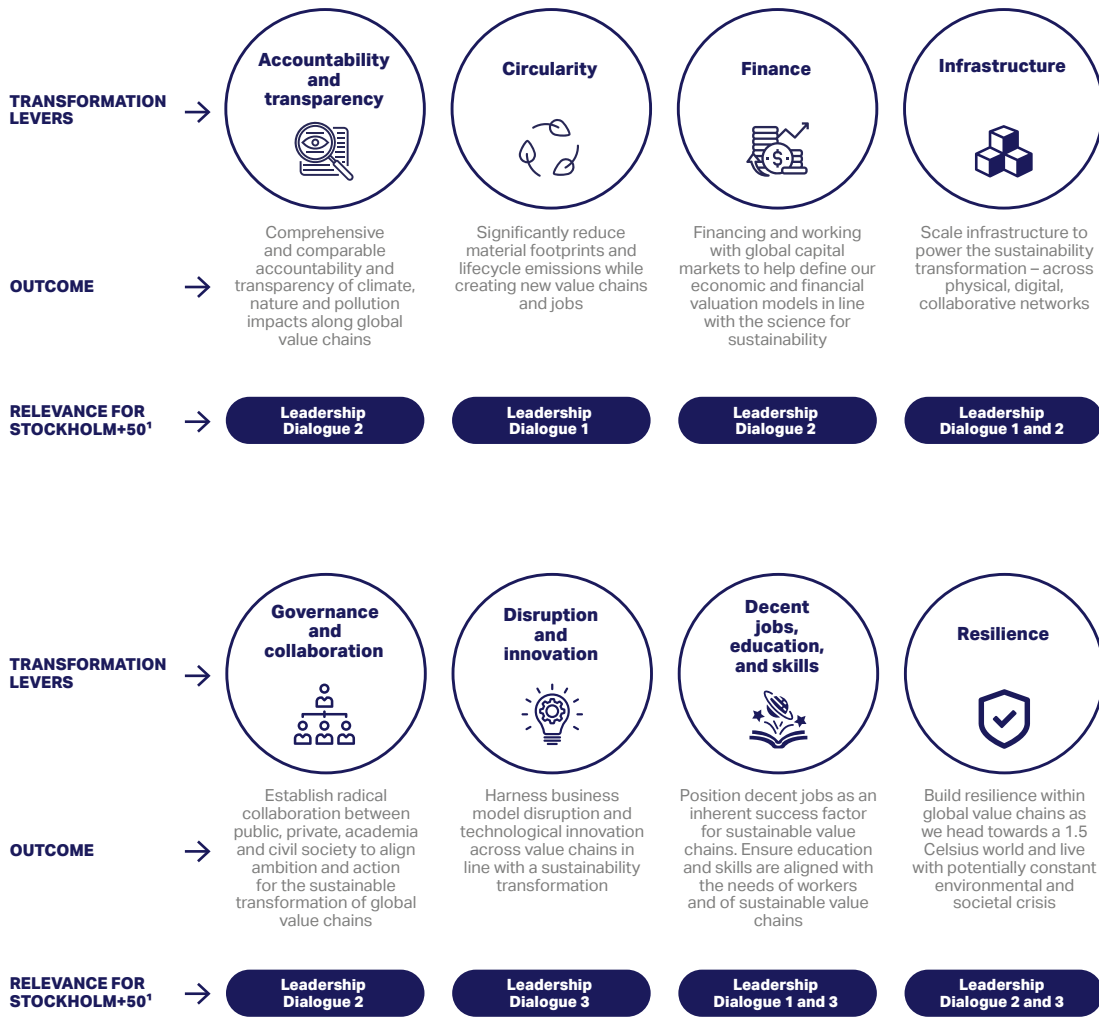 TRANSFORMATION
LEVERS
Accountability
and
transparency
Circularity
Finance
Infrastructure
OUTCOME
Comprehensive
and comparable
accountability and
transparency of climate,
nature and pollution
impacts along global
value chains
Significantly reduce
material footprints and
lifecycle emissions while
creating new value chains
and jobs
Financing and working
with global capital
markets to help define our
economic and financial
valuation models in line
with the science for
sustainability
Scale infrastructure to
power the sustainability
transformation – across
physical, digital,
collaborative networks
RELEVANCE FOR
STOCKHOLM+50¹
Leadership
Dialogue 2
Leadership
Dialogue 1
Leadership
Dialogue 2
Leadership
Dialogue 1 and 2
TRANSFORMATION
LEVERS
Governance
and
collaboration
Disruption
and
innovation
Decent
jobs,
education,
and skills
Resilience
OUTCOME
Establish radical
collaboration between
public, private, academia
and civil society to align
ambition and action
for the sustainable
transformation of global
value chains
Harness business
model disruption and
technological innovation
across value chains in
line with a sustainability
transformation
Position decent jobs as an
inherent success factor
for sustainable value
chains. Ensure education
and skills are aligned with
the needs of workers
and of sustainable value
chains
Build resilience within
global value chains as
we head towards a 1.5
Celsius world and live
with potentially constant
environmental and
societal crisis
RELEVANCE FOR
STOCKHOLM+50¹
Leadership
Dialogue 2
Leadership
Dialogue 3
Leadership
Dialogue 1 and 3
Leadership
Dialogue 2 and 3